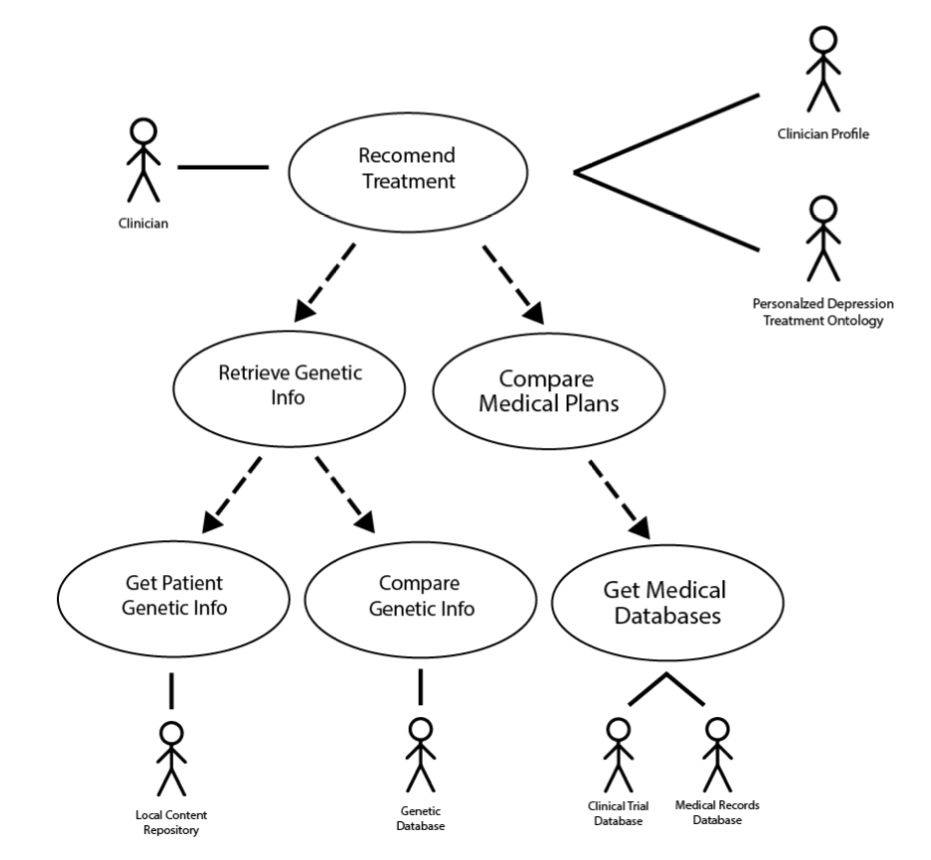 Clinician Profile
Recomend
Treatment
Clinician
Personalzed Depression
Treatment Ontology
Retrieve Genetic
Info
Compare
Medical Plans
Get Patient
Genetic Info
Compare
Genetic Info
Get Medical
Databases
Local Content
Repository
Genetic
Database
Clinical Trial
Database
Medical Records
Database